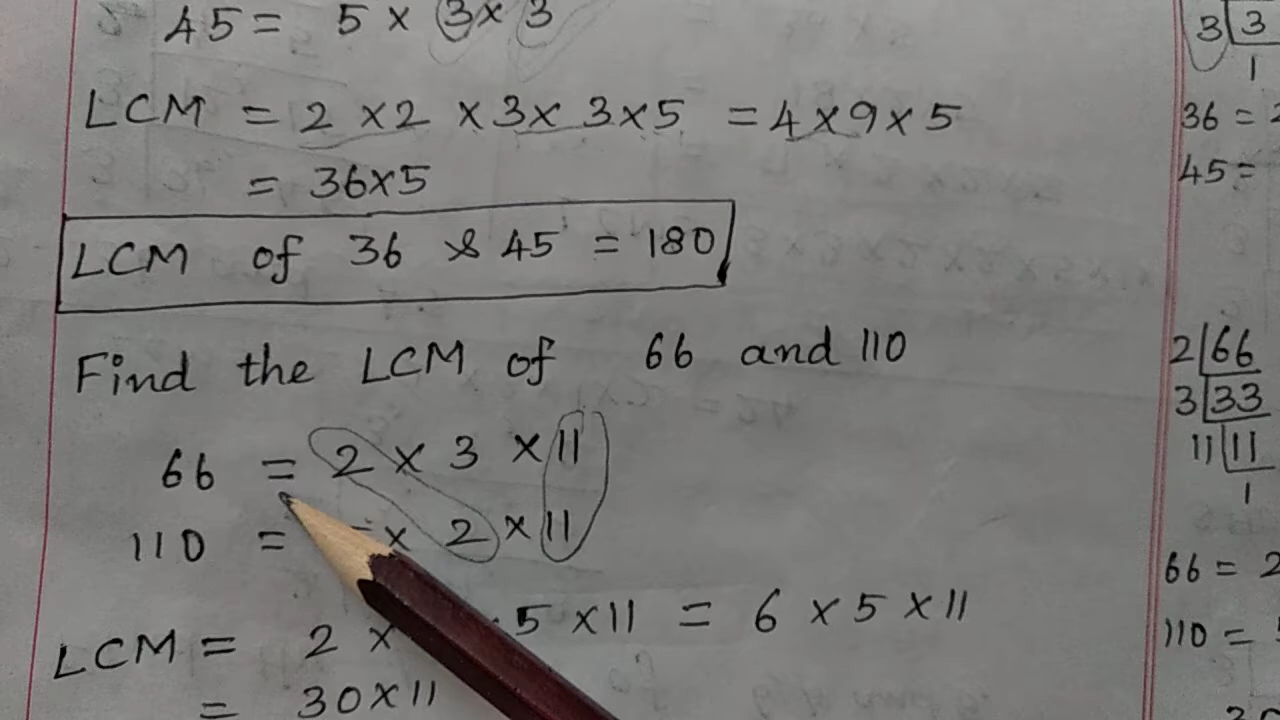 45 = 5 × 3 × 3
LCM = 2 × 2 × 3 × 3 × 5 = 4 × 9 × 5
= 36 × 5
LCM of 36 & 45 = 180
Find the LCM of 66 and 110
66 = 2 × 3 × 11
110 = × 2 × 11
LCM = 2 × 5 × 11 = 6 × 5 × 11
= 30 × 11
3 3
1
36 =
45 =
2 66
3 33
11 11
1
66 = 2
110 =